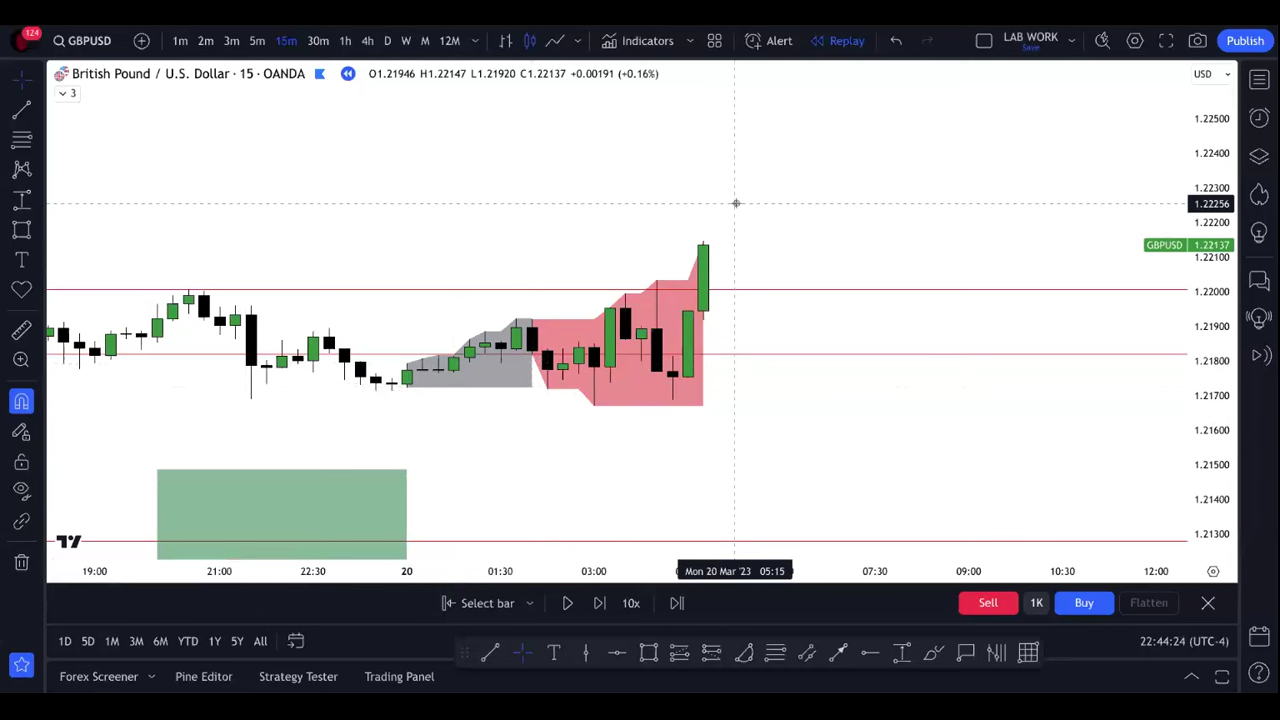 124
GBPUSD
1m 2m 3m 5m 15m 30m 1h 4h D W M 12M
Indicators
Alert
Replay
LAB WORK
Save
Publish
British Pound / U.S. Dollar · 15 · OANDA
O1.21946 H1.22147 L1.21920 C1.22137 +0.00191 (+0.16%)
USD
3
1.22500
1.22400
1.22300
1.22256
1.22200
GBPUSD 1.22137
1.22100
1.22000
1.21900
1.21800
1.21700
1.21600
1.21500
1.21400
1.21300
19:00 21:00 22:30 20 01:30 03:00 Mon 20 Mar '23 05:15 07:30 09:00 10:30 12:00
Select bar
10x
Sell 1K Buy Flatten
1D 5D 1M 3M 6M YTD 1Y 5Y All
22:44:24 (UTC-4)
Forex Screener Pine Editor Strategy Tester Trading Panel